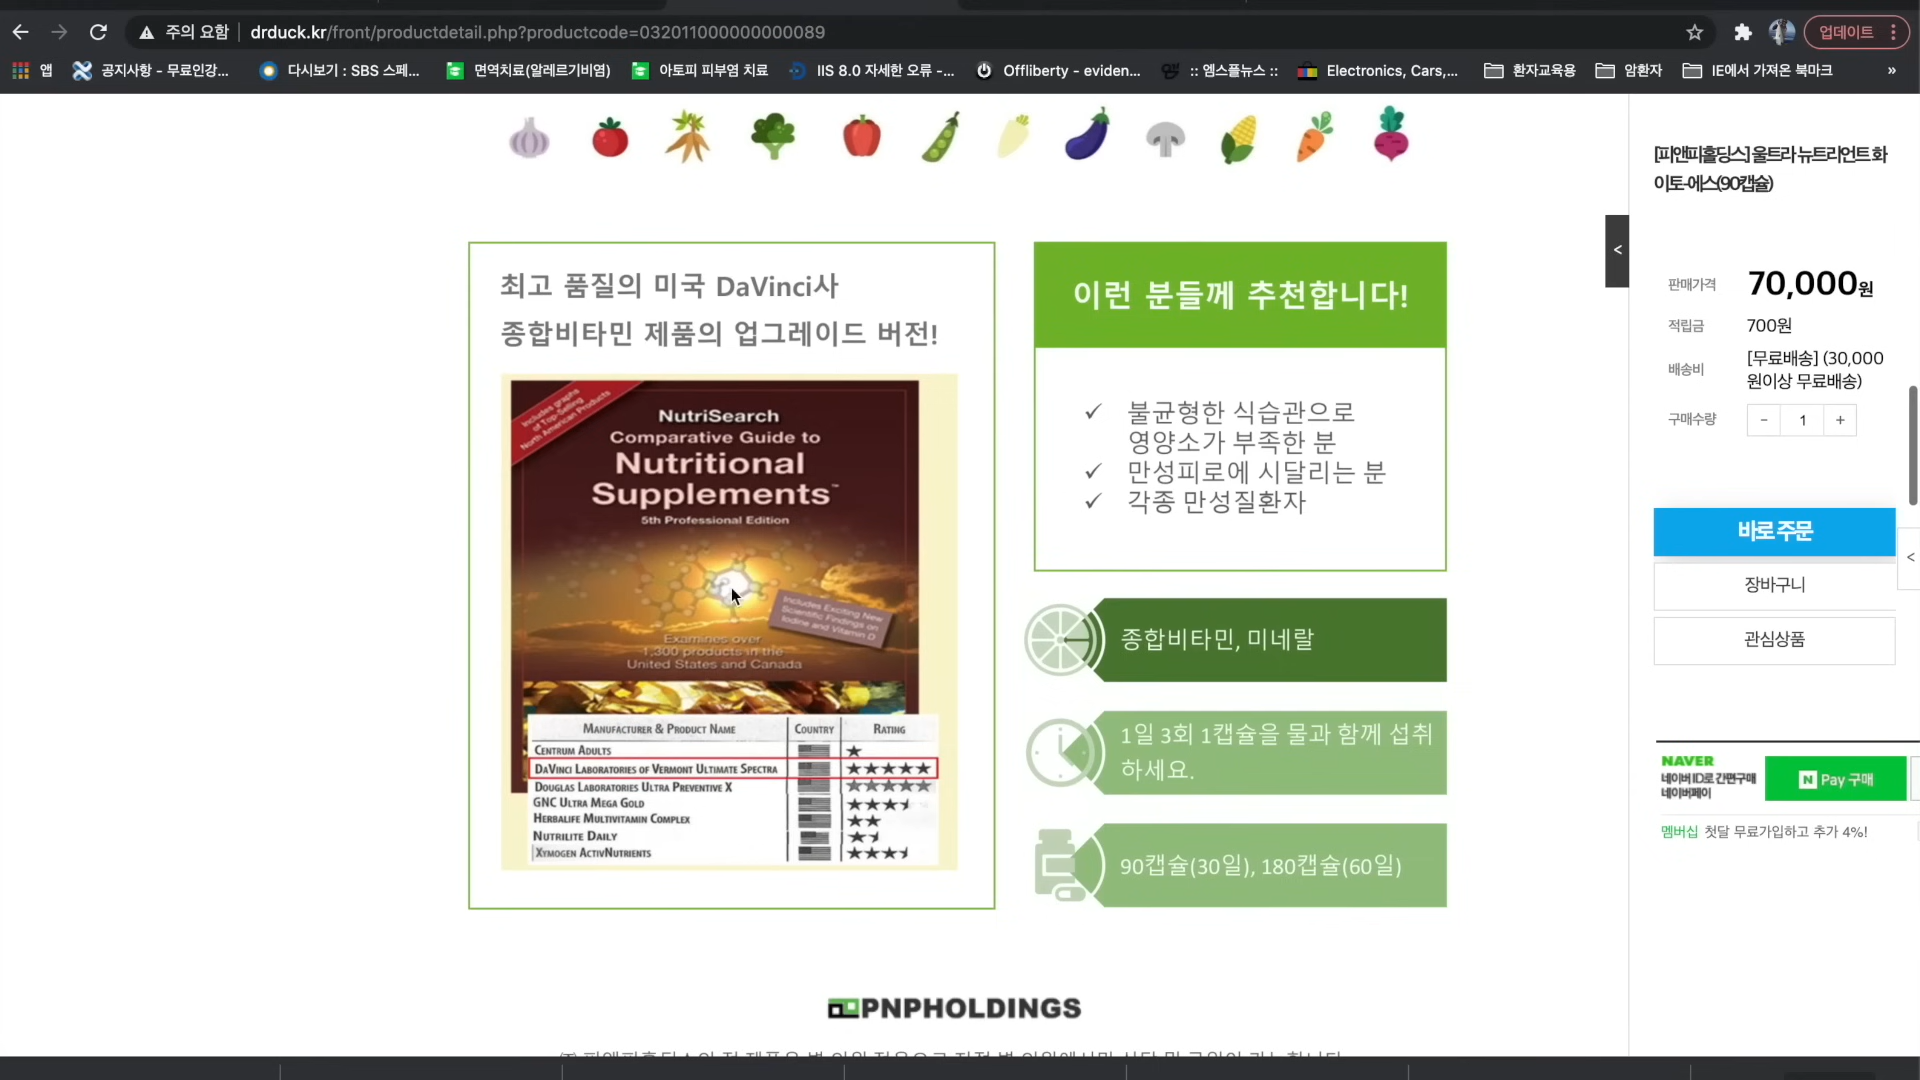 주의 요함
drduck.kr/front/productdetail.php?productcode=032011000000000089
업데이트
앱
공지사항 - 무료인강...
다시보기 : SBS 스페...
면역치료(알레르기비염)
아토피 피부염 치료
IIS 8.0 자세한 오류 -...
Offliberty - eviden...
:: 엠스플뉴스 ::
Electronics, Cars,...
환자교육용
암환자
IE에서 가져온 북마크
»
최고 품질의 미국 DaVinci사
종합비타민 제품의 업그레이드 버전!
Includes graphs
of Top-Selling
North American Products
NutriSearch
Comparative Guide to
Nutritional
Supplements™
5th Professional Edition
Includes Exciting New
Scientific Findings on
Iodine and Vitamin D
Examines over
1,300 products in the
United States and Canada
MANUFACTURER & PRODUCT NAME COUNTRY RATING
CENTRUM ADULTS ★
DAVINCI LABORATORIES OF VERMONT ULTIMATE SPECTRA ★★★★★
DOUGLAS LABORATORIES ULTRA PREVENTIVE X ★★★★★
GNC ULTRA MEGA GOLD
HERBALIFE MULTIVITAMIN COMPLEX ★★
NUTRILITE DAILY
XYMOGEN ACTIVNUTRIENTS
이런 분들께 추천합니다!
✓ 불균형한 식습관으로
영양소가 부족한 분
✓ 만성피로에 시달리는 분
✓ 각종 만성질환자
종합비타민, 미네랄
1일 3회 1캡슐을 물과 함께 섭취
하세요.
90캡슐(30일), 180캡슐(60일)
PNPHOLDINGS
<
[피앤피홀딩스] 울트라 뉴트리언트 화
이토-에스(90캡슐)
판매가격 70,000원
적립금 700원
배송비 [무료배송] (30,000
원이상 무료배송)
구매수량 - 1 +
바로 주문
<
장바구니
관심상품
NAVER
네이버 ID로 간편구매
네이버페이
N Pay 구매
멤버십 첫달 무료가입하고 추가 4%!